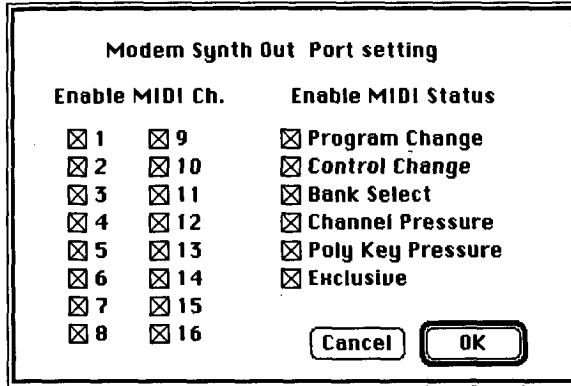 Modem Synth Out Port setting
Enable MIDI Ch.
1
2
3
4
5
6
7
8
9
10
11
12
13
14
15
16
Enable MIDI Status
Program Change
Control Change
Bank Select
Channel Pressure
Poly Key Pressure
Exclusive
Cancel
OK